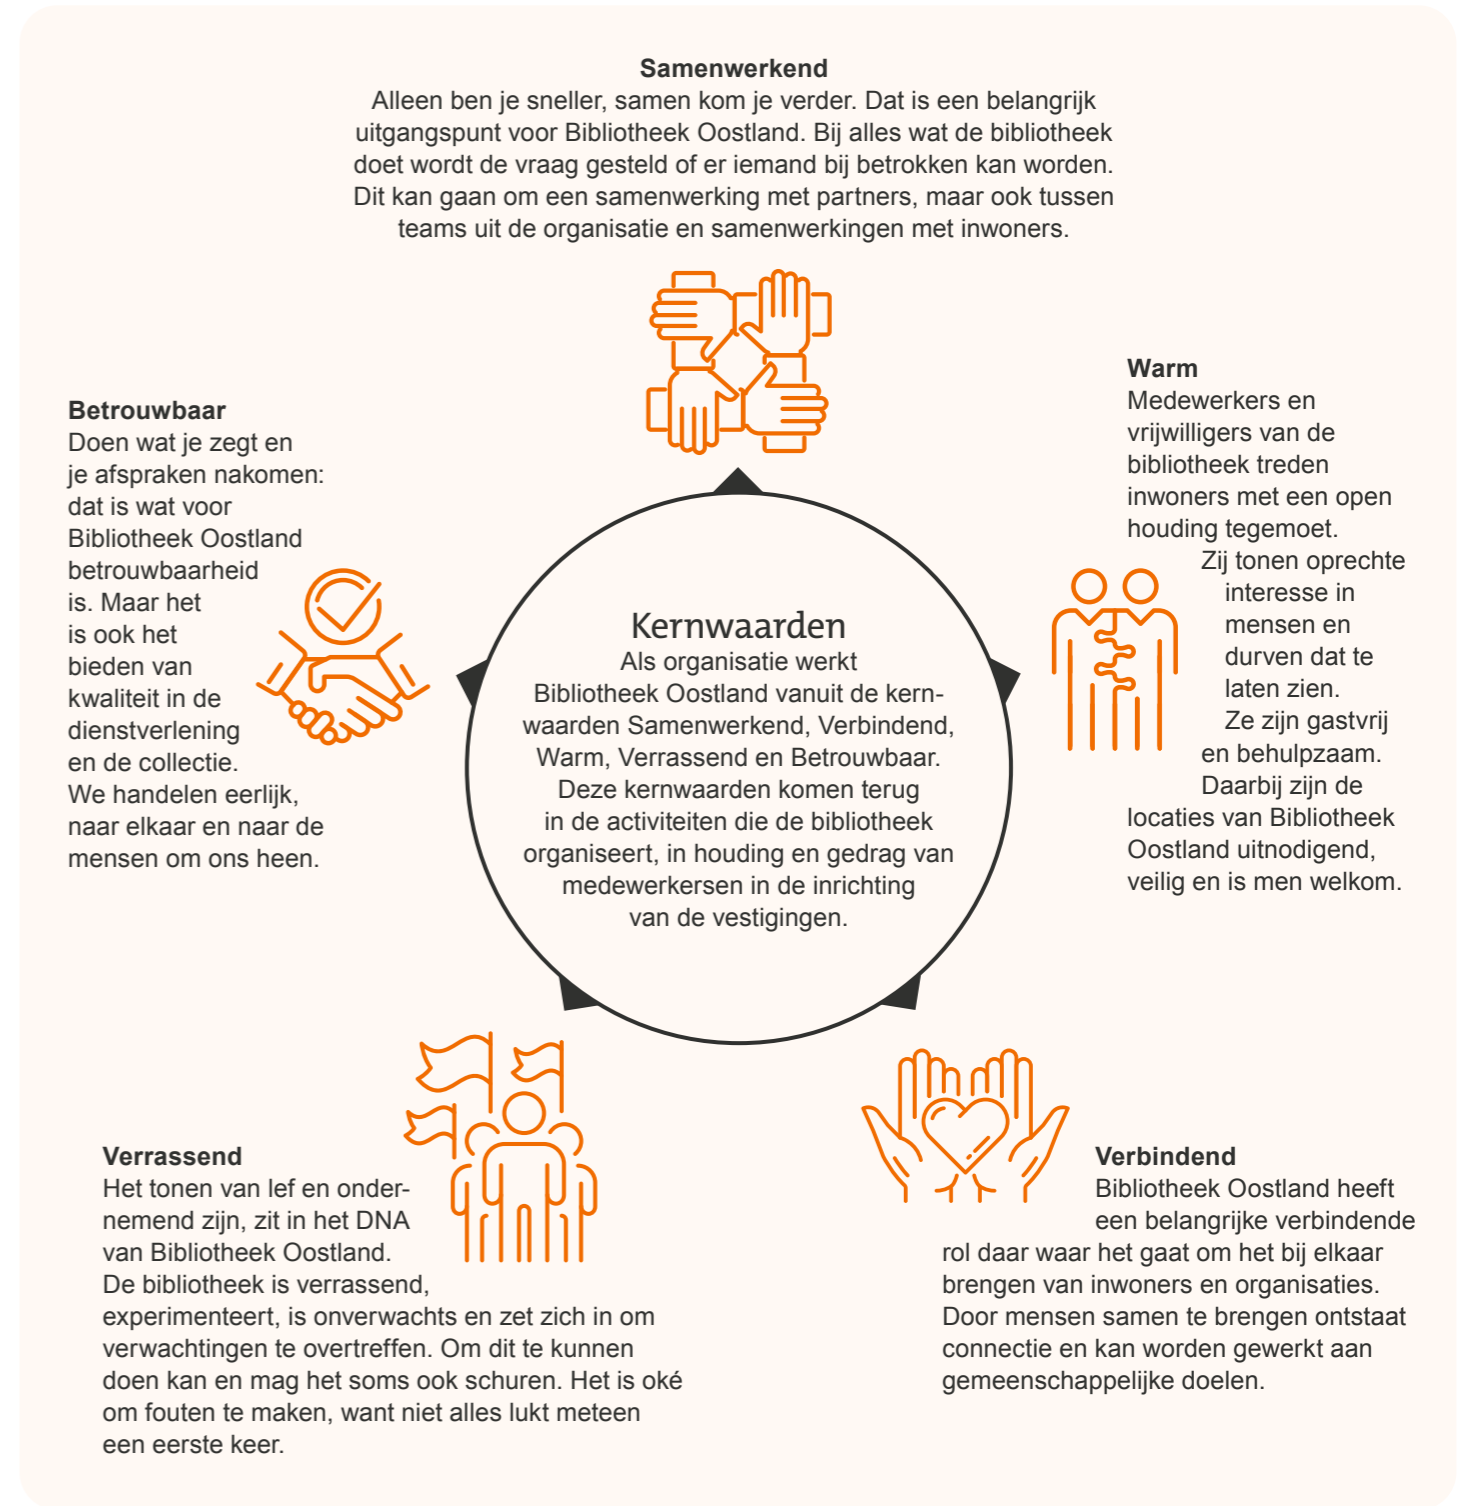 Samenwerkend
Alleen ben je sneller, samen kom je verder. Dat is een belangrijk
uitgangspunt voor Bibliotheek Oostland. Bij alles wat de bibliotheek
doet wordt de vraag gesteld of er iemand bij betrokken kan worden.
Dit kan gaan om een samenwerking met partners, maar ook tussen
teams uit de organisatie en samenwerkingen met inwoners.
Warm
Medewerkers en
vrijwilligers van de
bibliotheek treden
inwoners met een open
houding tegemoet.
Zij tonen oprechte
interesse in
mensen en
durven dat te
laten zien.
Ze zijn gastvrij
en behulpzaam.
Daarbij zijn de
locaties van Bibliotheek
Oostland uitnodigend,
veilig en is men welkom.
Betrouwbaar
Doen wat je zegt en
je afspraken nakomen:
dat is wat voor
Bibliotheek Oostland
betrouwbaarheid
is. Maar het
is ook het
bieden van
kwaliteit in de
dienstverlening
en de collectie.
We handelen eerlijk,
naar elkaar en naar de
mensen om ons heen.
Kernwaarden
Als organisatie werkt
Bibliotheek Oostland vanuit de kern-
waarden Samenwerkend, Verbindend,
Warm, Verrassend en Betrouwbaar.
Deze kernwaarden komen terug
in de activiteiten die de bibliotheek
organiseert, in houding en gedrag van
medewerkersen in de inrichting
van de vestigingen.
Verrassend
Het tonen van lef en onder-
nemend zijn, zit in het DNA
van Bibliotheek Oostland.
De bibliotheek is verrassend,
experimenteert, is onverwachts en zet zich in om
verwachtingen te overtreffen. Om dit te kunnen
doen kan en mag het soms ook schuren. Het is oké
om fouten te maken, want niet alles lukt meteen
een eerste keer.
Verbindend
Bibliotheek Oostland heeft
een belangrijke verbindende
rol daar waar het gaat om het bij elkaar
brengen van inwoners en organisaties.
Door mensen samen te brengen ontstaat
connectie en kan worden gewerkt aan
gemeenschappelijke doelen.